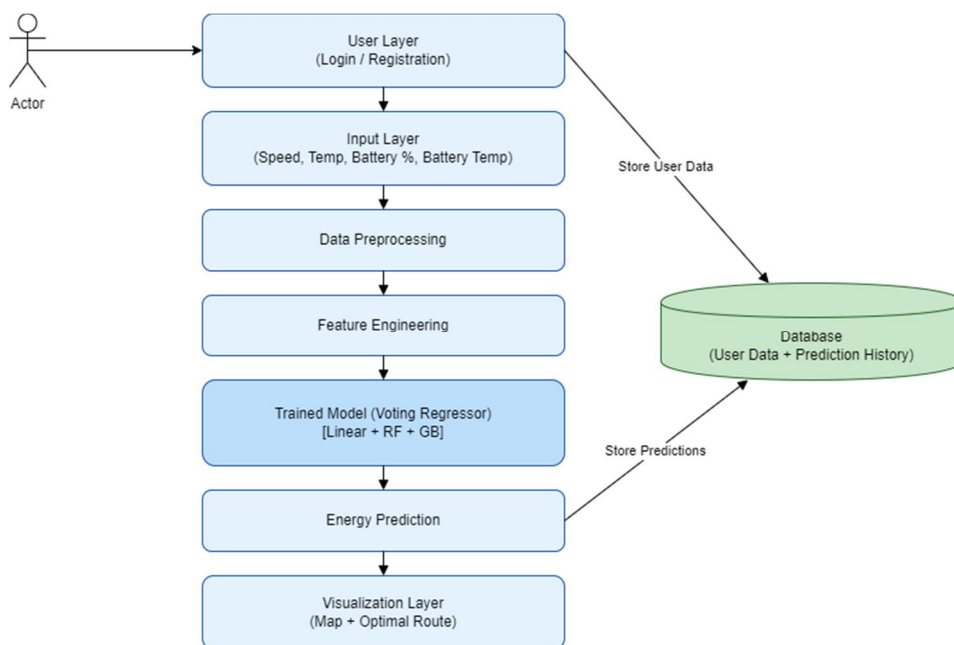 User Layer
(Login / Registration)
Actor
Input Layer
(Speed, Temp, Battery %, Battery Temp)
Store User Data
Data Preprocessing
Feature Engineering
Database
(User Data + Prediction History)
Trained Model (Voting Regressor)
[Linear + RF + GB]
Store Predictions
Energy Prediction
Visualization Layer
(Map + Optimal Route)